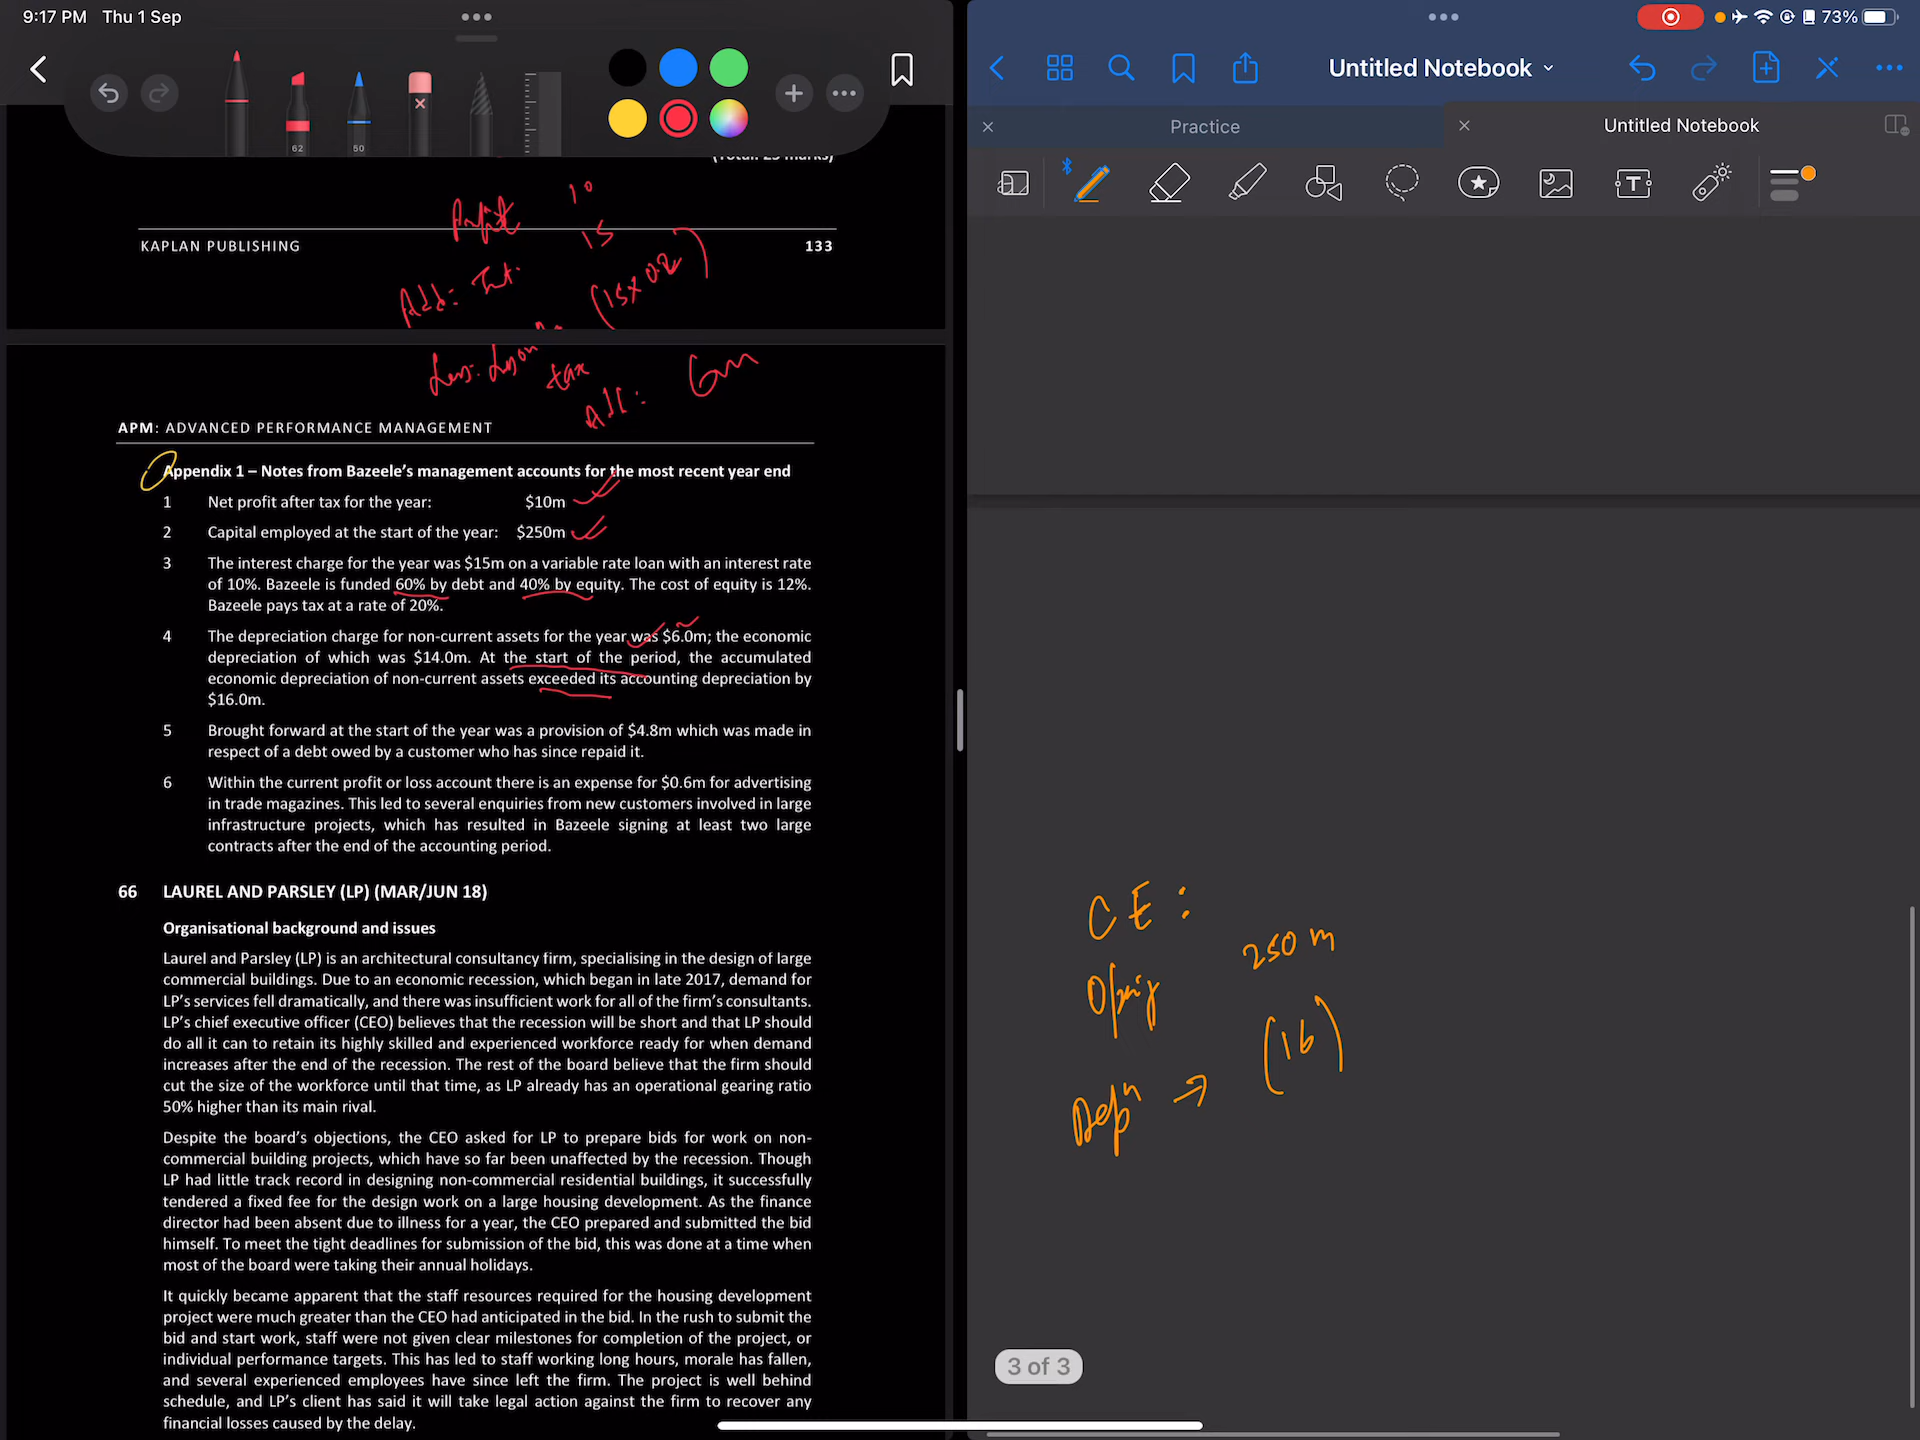 9:17 PM Thu 1 Sep
73%
62
50
Untitled Notebook
Practice
Untitled Notebook
Profit 10
KAPLAN PUBLISHING
133
15
Add: Int.
(15x0.2)
Less:
tax
All: 6m
APM: ADVANCED PERFORMANCE MANAGEMENT
Appendix 1 – Notes from Bazeele's management accounts for the most recent year end
1 Net profit after tax for the year: $10m
2 Capital employed at the start of the year: $250m
3 The interest charge for the year was $15m on a variable rate loan with an interest rate
of 10%. Bazeele is funded 60% by debt and 40% by equity. The cost of equity is 12%.
Bazeele pays tax at a rate of 20%.
4 The depreciation charge for non-current assets for the year was $6.0m; the economic
depreciation of which was $14.0m. At the start of the period, the accumulated
economic depreciation of non-current assets exceeded its accounting depreciation by
$16.0m.
5 Brought forward at the start of the year was a provision of $4.8m which was made in
respect of a debt owed by a customer who has since repaid it.
6 Within the current profit or loss account there is an expense for $0.6m for advertising
in trade magazines. This led to several enquiries from new customers involved in large
infrastructure projects, which has resulted in Bazeele signing at least two large
contracts after the end of the accounting period.
66 LAUREL AND PARSLEY (LP) (MAR/JUN 18)
Organisational background and issues
Laurel and Parsley (LP) is an architectural consultancy firm, specialising in the design of large
commercial buildings. Due to an economic recession, which began in late 2017, demand for
LP's services fell dramatically, and there was insufficient work for all of the firm's consultants.
LP's chief executive officer (CEO) believes that the recession will be short and that LP should
do all it can to retain its highly skilled and experienced workforce ready for when demand
increases after the end of the recession. The rest of the board believe that the firm should
cut the size of the workforce until that time, as LP already has an operational gearing ratio
50% higher than its main rival.
Despite the board's objections, the CEO asked for LP to prepare bids for work on non-
commercial building projects, which have so far been unaffected by the recession. Though
LP had little track record in designing non-commercial residential buildings, it successfully
tendered a fixed fee for the design work on a large housing development. As the finance
director had been absent due to illness for a year, the CEO prepared and submitted the bid
himself. To meet the tight deadlines for submission of the bid, this was done at a time when
most of the board were taking their annual holidays.
It quickly became apparent that the staff resources required for the housing development
project were much greater than the CEO had anticipated in the bid. In the rush to submit the
bid and start work, staff were not given clear milestones for completion of the project, or
individual performance targets. This has led to staff working long hours, morale has fallen,
and several experienced employees have since left the firm. The project is well behind
schedule, and LP's client has said it will take legal action against the firm to recover any
financial losses caused by the delay.
CE:
250 m
(16)
Depn →
3 of 3